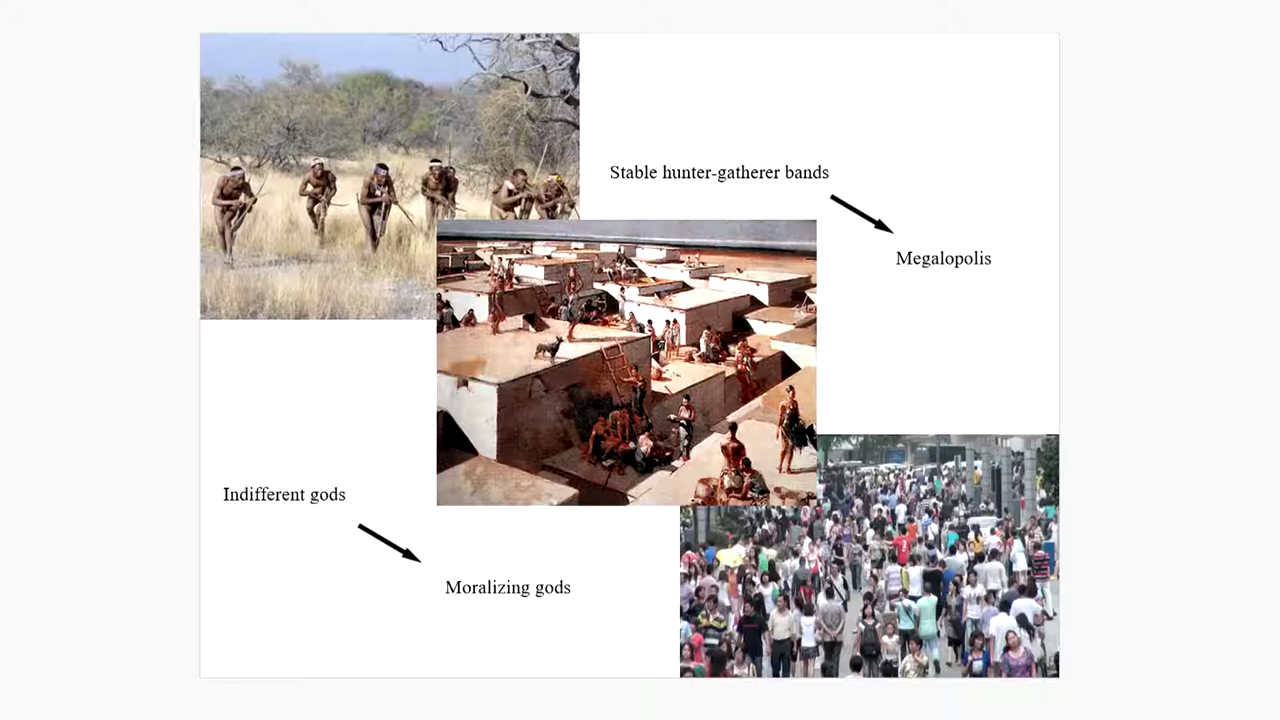 Stable hunter-gatherer bands
Megalopolis
Indifferent gods
Moralizing gods